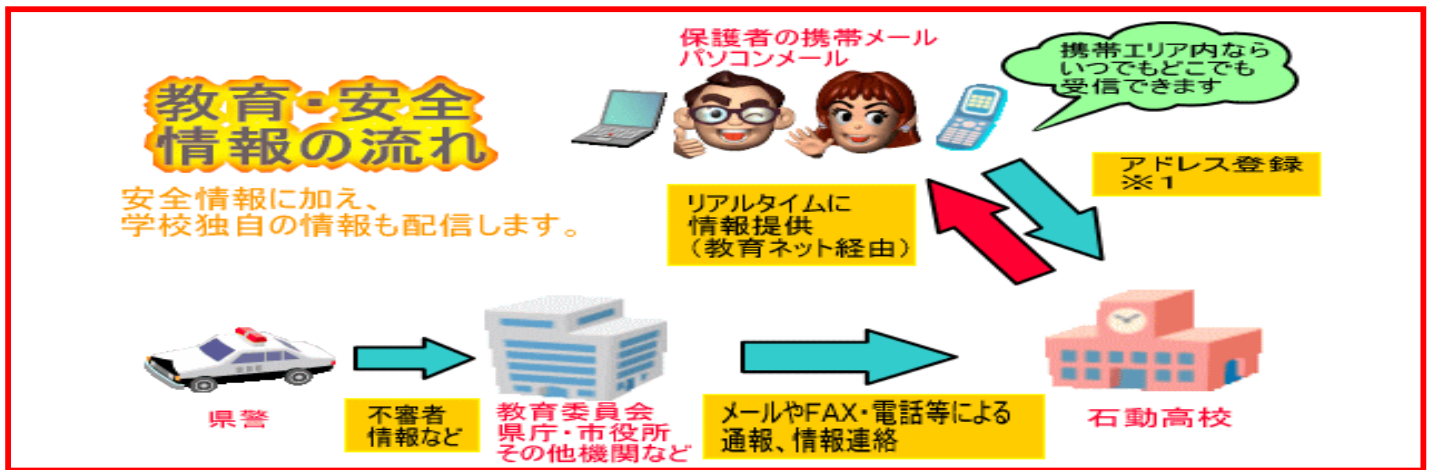 教育・安全
情報の流れ
安全情報に加え、
学校独自の情報も配信します。
保護者の携帯メール
パソコンメール
携帯エリア内なら
いつでもどこでも
受信できます
アドレス登録
※1
リアルタイムに
情報提供
(教育ネット経由)
県警
不審者
情報など
教育委員会
県庁・市役所
その他機関など
メールやFAX・電話等による
通報、情報連絡
石動高校